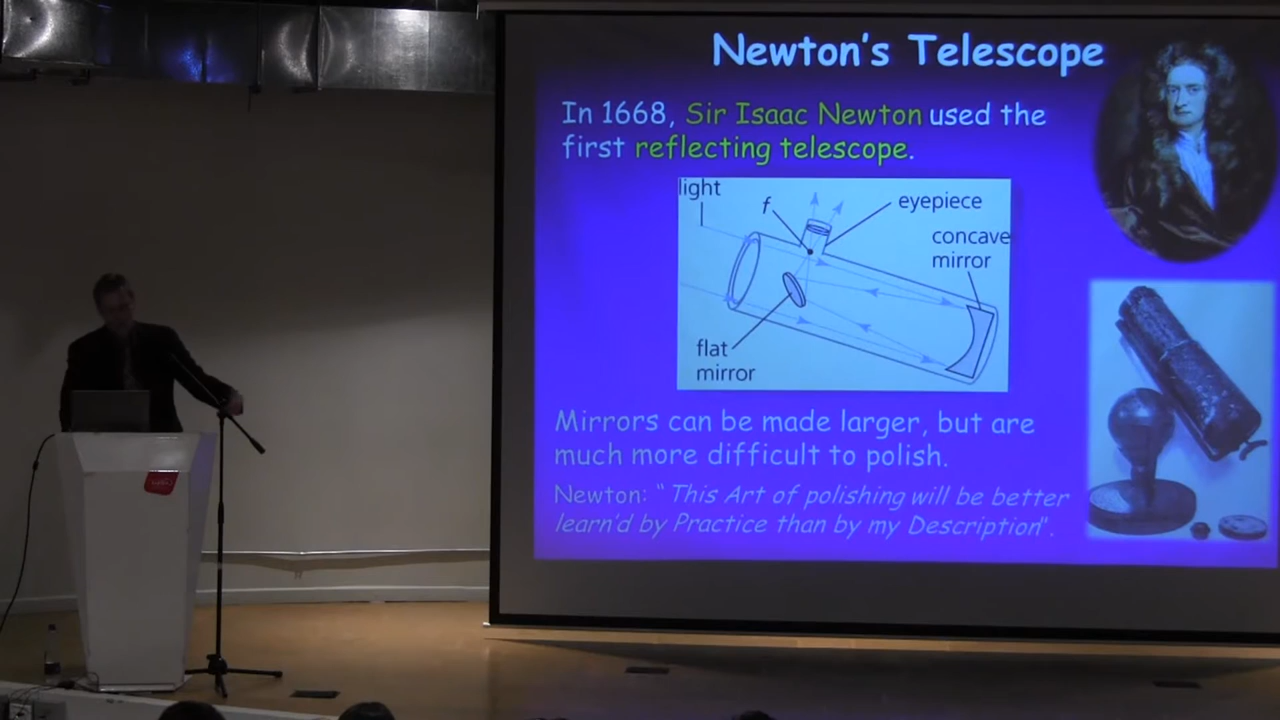 Newton's Telescope
In 1668, Sir Isaac Newton used the
first reflecting telescope.
light
f
eyepiece
concave
mirror
flat
mirror
Mirrors can be made larger, but are
much more difficult to polish.
Newton: " This Art of polishing will be better
learn'd by Practice than by my Description".